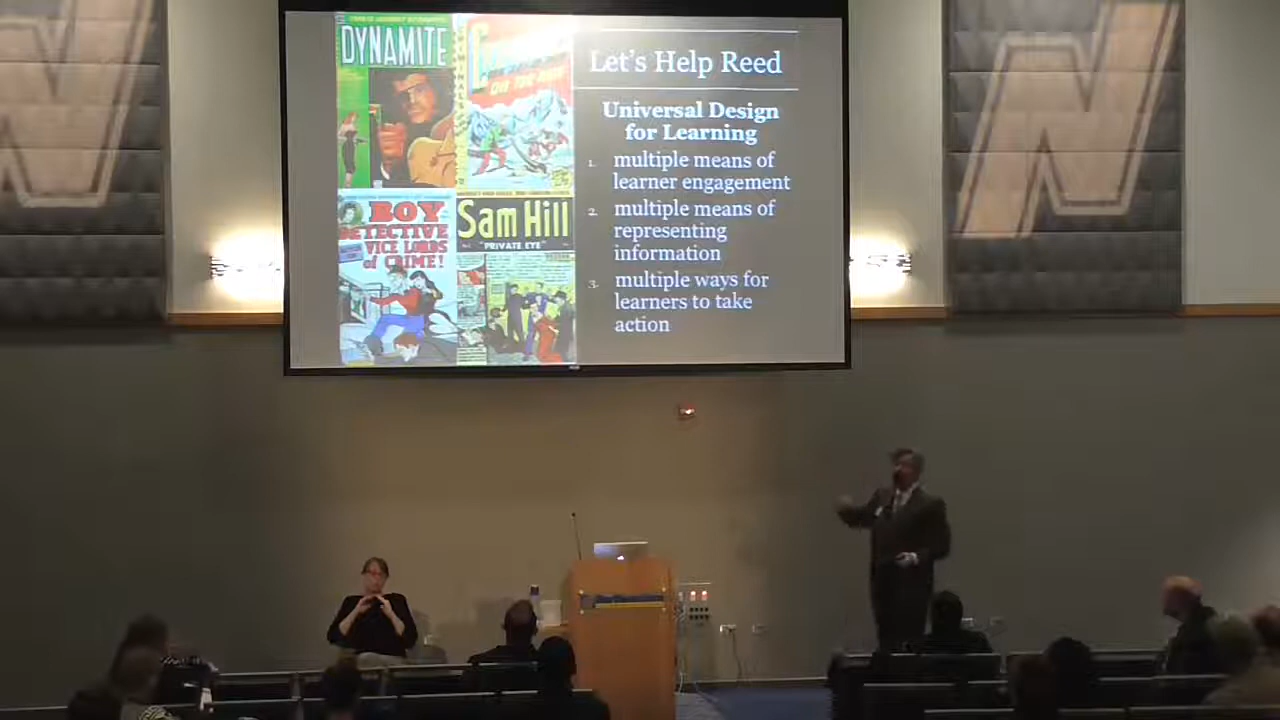 DYNAMITE
BOY
DETECTIVE
VICE LORDS
of CRIME!
Sam Hill
"PRIVATE EYE"
Let's Help Reed
Universal Design
for Learning
1. multiple means of
learner engagement
2. multiple means of
representing
information
3. multiple ways for
learners to take
action
N